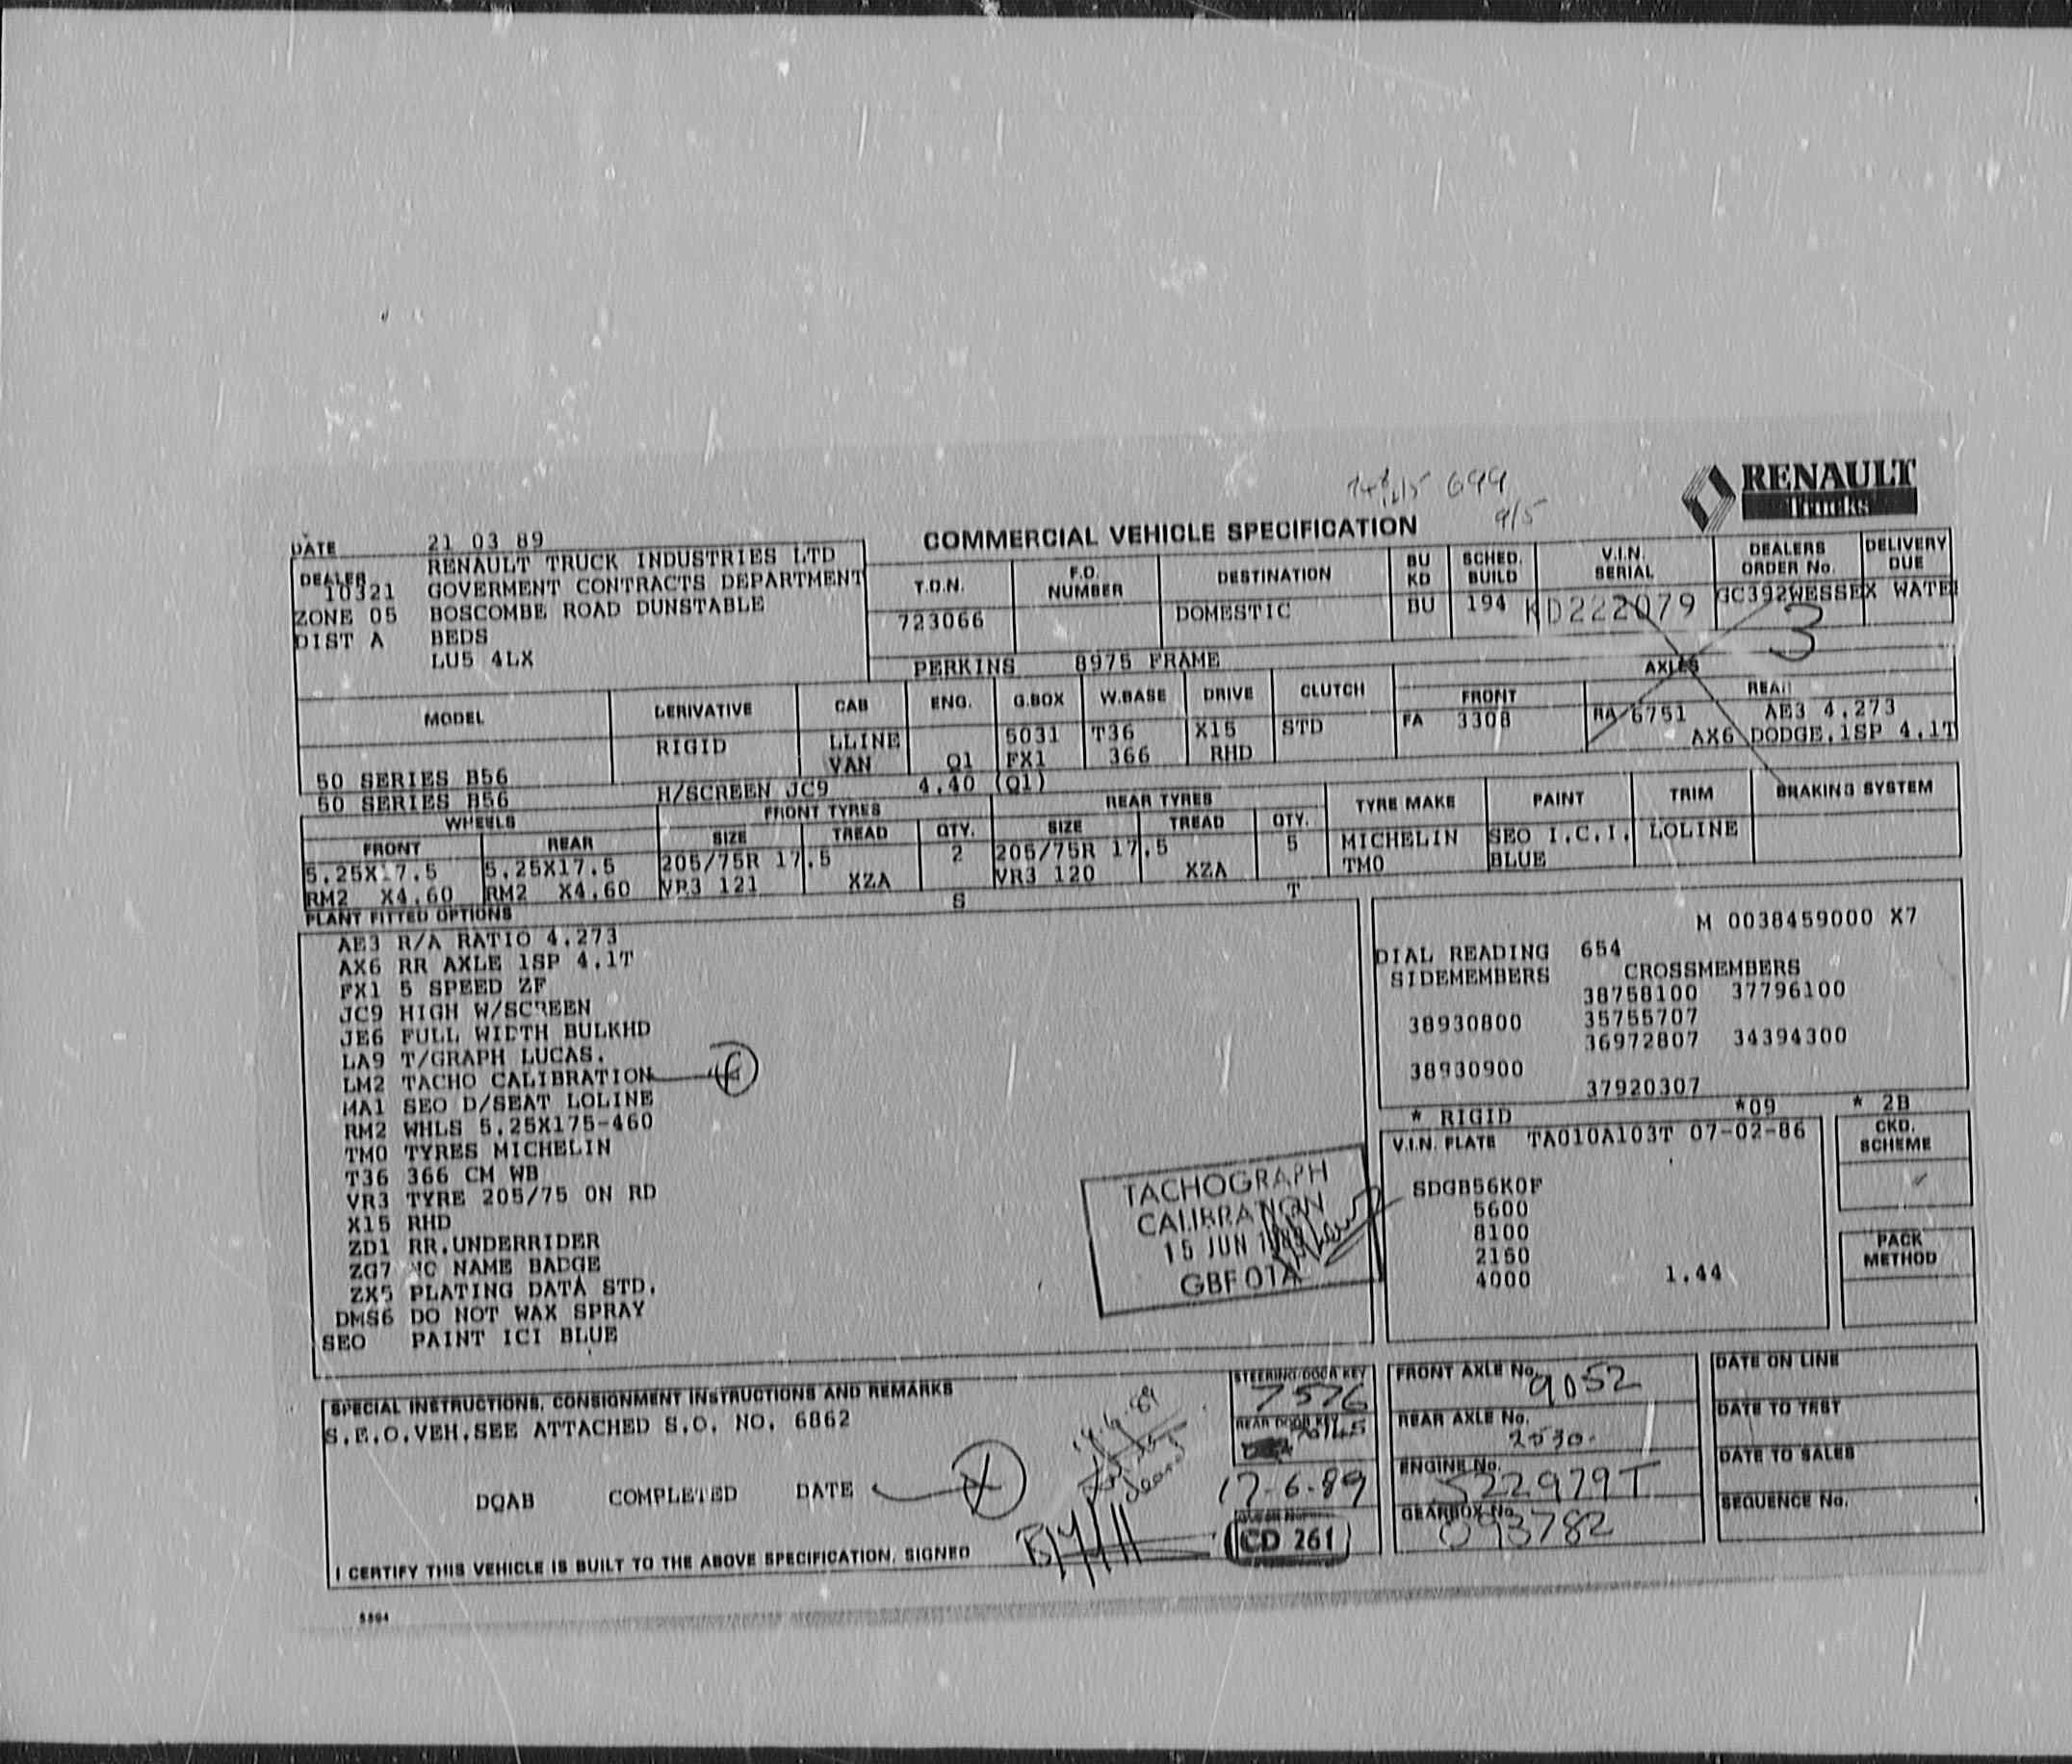 699
9/5
RENAULT
Trucks
COMMERCIAL VEHICLE SPECIFICATION
DATE 21 03 89
DEALER RENAULT TRUCK INDUSTRIES LTD
10321 GOVERMENT CONTRACTS DEPARTMENT
ZONE 05 BOSCOMBE ROAD DUNSTABLE
DIST A BEDS
LU5 4LX
T.O.N. F.O. NUMBER DESTINATION BU KD SCHED. BUILD V.I.N. SERIAL DEALERS ORDER No. DELIVERY DUE
723066 DOMESTIC BU 194 KD222079 GC392WESSEX WATER
3
PERKINS 8975 FRAME
AXLES
MODEL DERIVATIVE CAB ENG. G.BOX W.BASE DRIVE CLUTCH FRONT REAR
RIGID LLINE 5031 T36 X15 STD FA 3308 RA 6751 AE3 4.273
50 SERIES B56 VAN Q1 FX1 366 RHD AX6 DODGE.1SP 4.1T
50 SERIES B56 H/SCREEN JC9 4.40 (Q1)
WHEELS FRONT TYRES REAR TYRES TYRE MAKE PAINT TRIM BRAKING SYSTEM
FRONT REAR SIZE TREAD QTY. SIZE TREAD QTY.
5.25X17.5 5.25X17.5 205/75R 17.5 2 205/75R 17.5 5 MICHELIN SEO I.C.I. LOLINE
RM2 X4.60 RM2 X4.60 VR3 121 XZA VR3 120 XZA TMO BLUE
S T
PLANT FITTED OPTIONS
AE3 R/A RATIO 4.273
AX6 RR AXLE 1SP 4.1T
FX1 5 SPEED ZF
JC9 HIGH W/SCREEN
JE6 FULL WIDTH BULKHD
LA9 T/GRAPH LUCAS.
LM2 TACHO CALIBRATION
MA1 SEO D/SEAT LOLINE
RM2 WHLS 5.25X175-460
TMO TYRES MICHELIN
T36 366 CM WB
VR3 TYRE 205/75 ON RD
X15 RHD
ZD1 RR.UNDERRIDER
ZG7 NC NAME BADGE
ZX5 PLATING DATA STD.
DMS6 DO NOT WAX SPRAY
SEO PAINT ICI BLUE
M 0038459000 X7
DIAL READING 654
SIDEMEMBERS CROSSMEMBERS
38758100 37796100
38930800 35755707
36972807 34394300
38930900
37920307
* RIGID *09 * 2B
V.I.N. PLATE TA010A103T 07-02-86
SDGB56K0F
5600
8100
2150
4000 1.44
CKD. SCHEME
PACK METHOD
TACHOGRAPH
CALIBRATION
15 JUN
GBF 01A
SPECIAL INSTRUCTIONS, CONSIGNMENT INSTRUCTIONS AND REMARKS
S.E.O.VEH.SEE ATTACHED S.O. NO. 6862
DQAB COMPLETED DATE
I CERTIFY THIS VEHICLE IS BUILT TO THE ABOVE SPECIFICATION, SIGNED
STEERING/DOOR KEY
7576
REAR DOOR KEY
17-6-89
CD 261
FRONT AXLE No. 9052
REAR AXLE No.
2530
ENGINE No.
522979T
GEARBOX No.
093782
DATE ON LINE
DATE TO TEST
DATE TO SALES
SEQUENCE No.